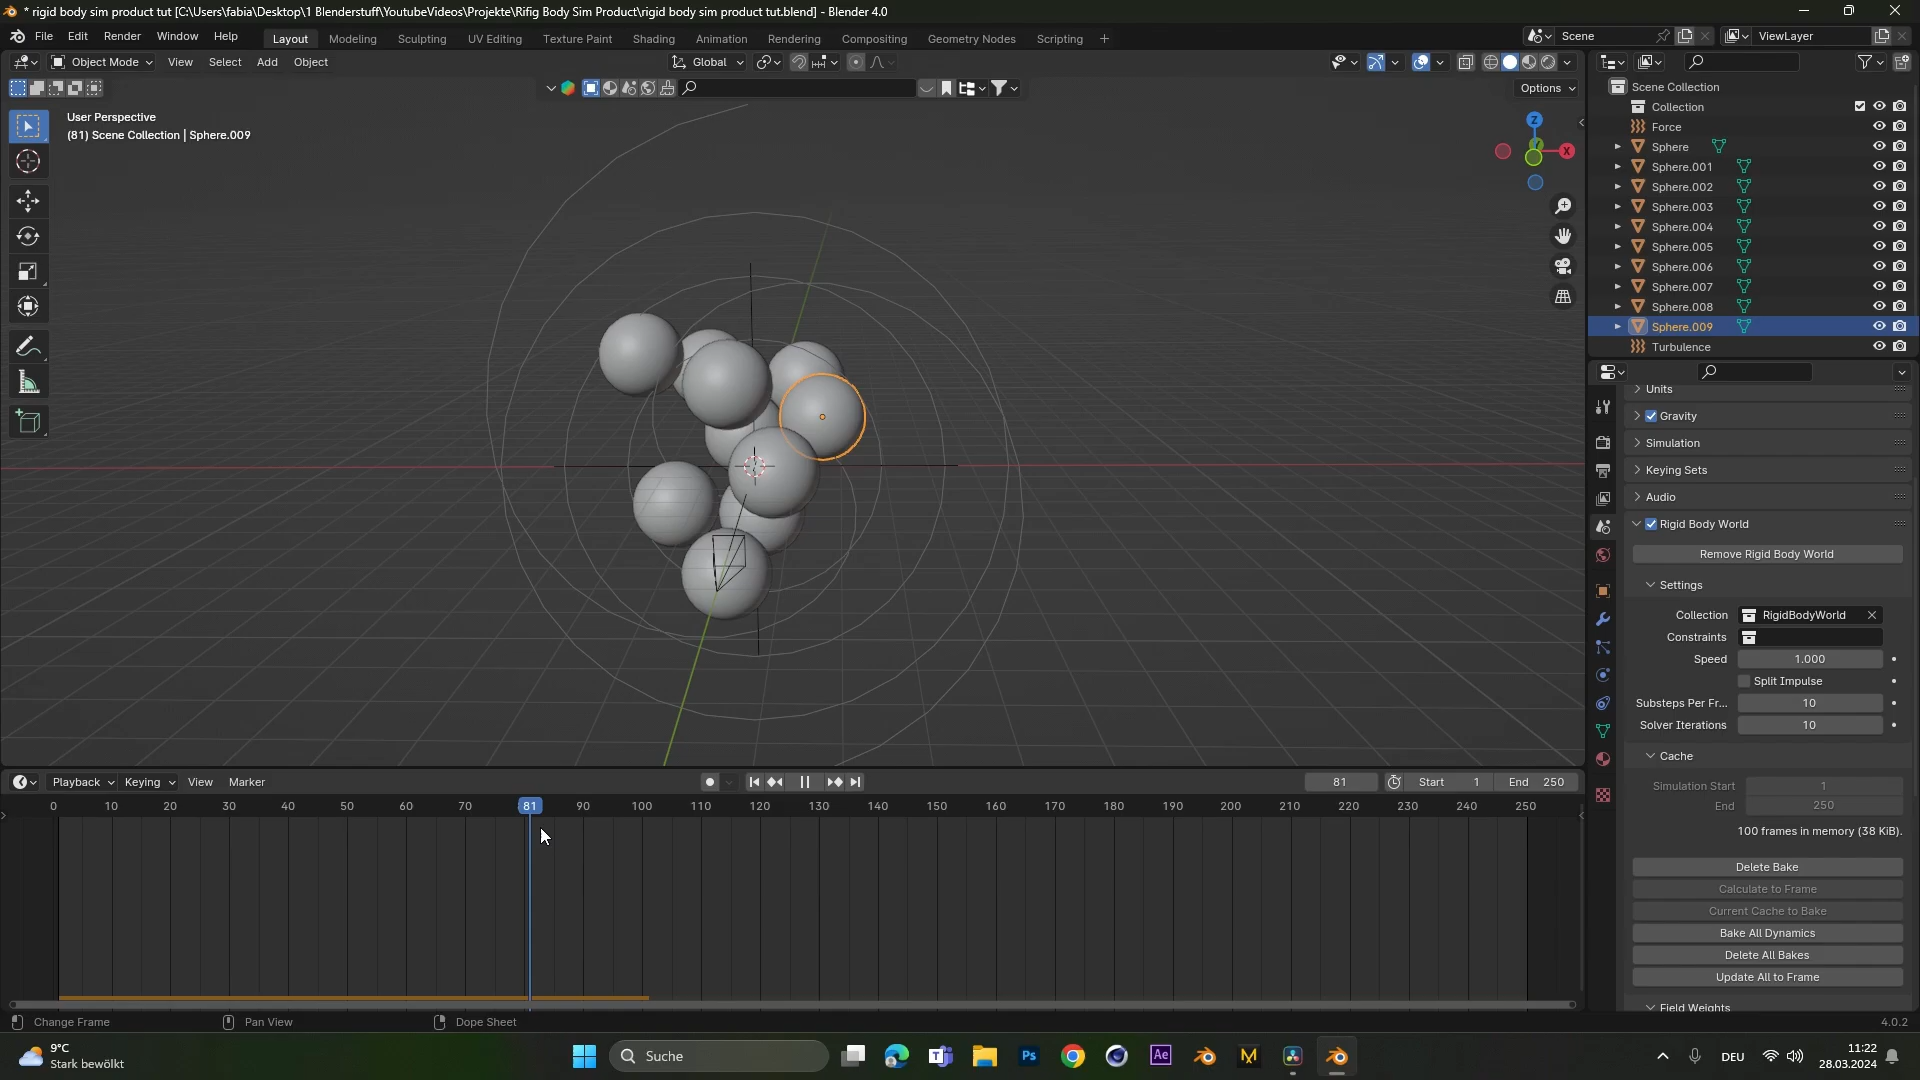 * rigid body sim product tut [C:\Users\fabia\Desktop\1 Blenderstuff\YoutubeVideos\Projekte\Rifig Body Sim Product\rigid body sim product tut.blend] - Blender 4.0
File Edit Render Window Help Layout Modeling Sculpting UV Editing Texture Paint Shading Animation Rendering Compositing Geometry Nodes Scripting + Scene ViewLayer
Object Mode View Select Add Object Global
Options
User Perspective
(81) Scene Collection | Sphere.009
Z
X
Scene Collection
Collection
Force
Sphere
Sphere.001
Sphere.002
Sphere.003
Sphere.004
Sphere.005
Sphere.006
Sphere.007
Sphere.008
Sphere.009
Turbulence
Units
Gravity
Simulation
Keying Sets
Audio
Rigid Body World
Remove Rigid Body World
Settings
Collection RigidBodyWorld
Constraints
Speed 1.000
Split Impulse
Substeps Per Fr... 10
Solver Iterations 10
Cache
Simulation Start 1
End 250
100 frames in memory (38 KiB).
Delete Bake
Calculate to Frame
Current Cache to Bake
Bake All Dynamics
Delete All Bakes
Update All to Frame
Field Weights
Playback Keying View Marker 81 Start 1 End 250
0 10 20 30 40 50 60 70 81 90 100 110 120 130 140 150 160 170 180 190 200 210 220 230 240 250
Change Frame Pan View Dope Sheet 4.0.2
9°C
Stark bewölkt
Suche
Ps
Ae
M
DEU
11:22
28.03.2024